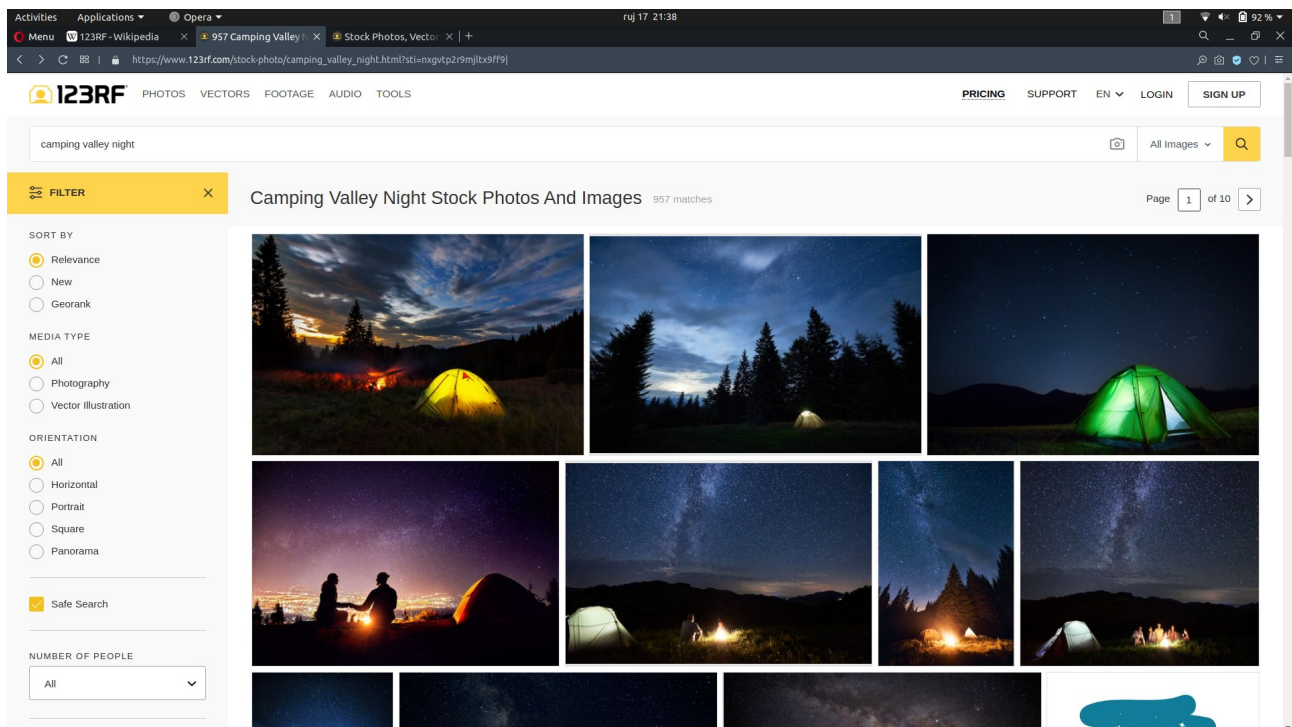 Activities Applications Opera ruj 17 21:38 1 92 %
Menu 123RF - Wikipedia 957 Camping Valley N Stock Photos, Vector
https://www.123rf.com/stock-photo/camping_valley_night.html?sti=nxgvtp2r9mjltx9ff9|
123RF PHOTOS VECTORS FOOTAGE AUDIO TOOLS PRICING SUPPORT EN LOGIN SIGN UP
camping valley night All Images
FILTER
Camping Valley Night Stock Photos And Images 957 matches Page 1 of 10
SORT BY
Relevance
New
Georank
MEDIA TYPE
All
Photography
Vector Illustration
ORIENTATION
All
Horizontal
Portrait
Square
Panorama
Safe Search
NUMBER OF PEOPLE
All